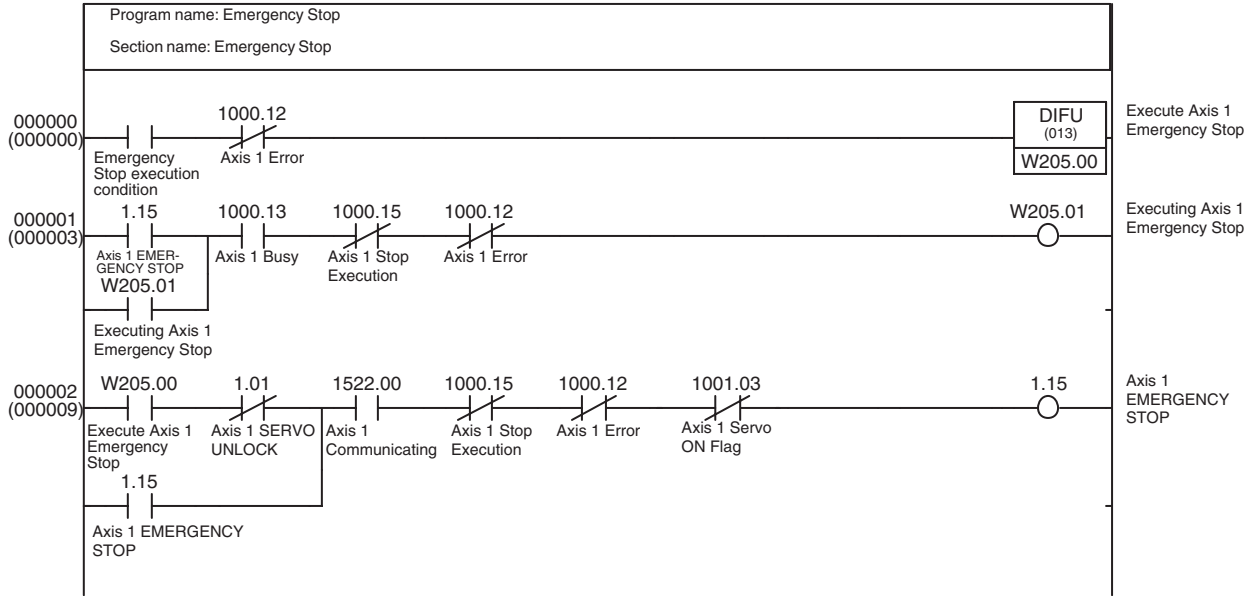 Program name: Emergency Stop
Section name: Emergency Stop
000000
(000000)
1000.12
Emergency
Stop execution
condition
Axis 1 Error
DIFU
(013)
W205.00
Execute Axis 1
Emergency Stop
000001
(000003)
1.15
1000.13
1000.15
1000.12
W205.01
Axis 1 EMER-
GENCY STOP
Axis 1 Busy
Axis 1 Stop
Execution
Axis 1 Error
Executing Axis 1
Emergency Stop
W205.01
Executing Axis 1
Emergency Stop
000002
(000009)
W205.00
1.01
1522.00
1000.15
1000.12
1001.03
1.15
Execute Axis 1
Emergency
Stop
Axis 1 SERVO
UNLOCK
Axis 1
Communicating
Axis 1 Stop
Execution
Axis 1 Error
Axis 1 Servo
ON Flag
Axis 1
EMERGENCY
STOP
1.15
Axis 1 EMERGENCY
STOP